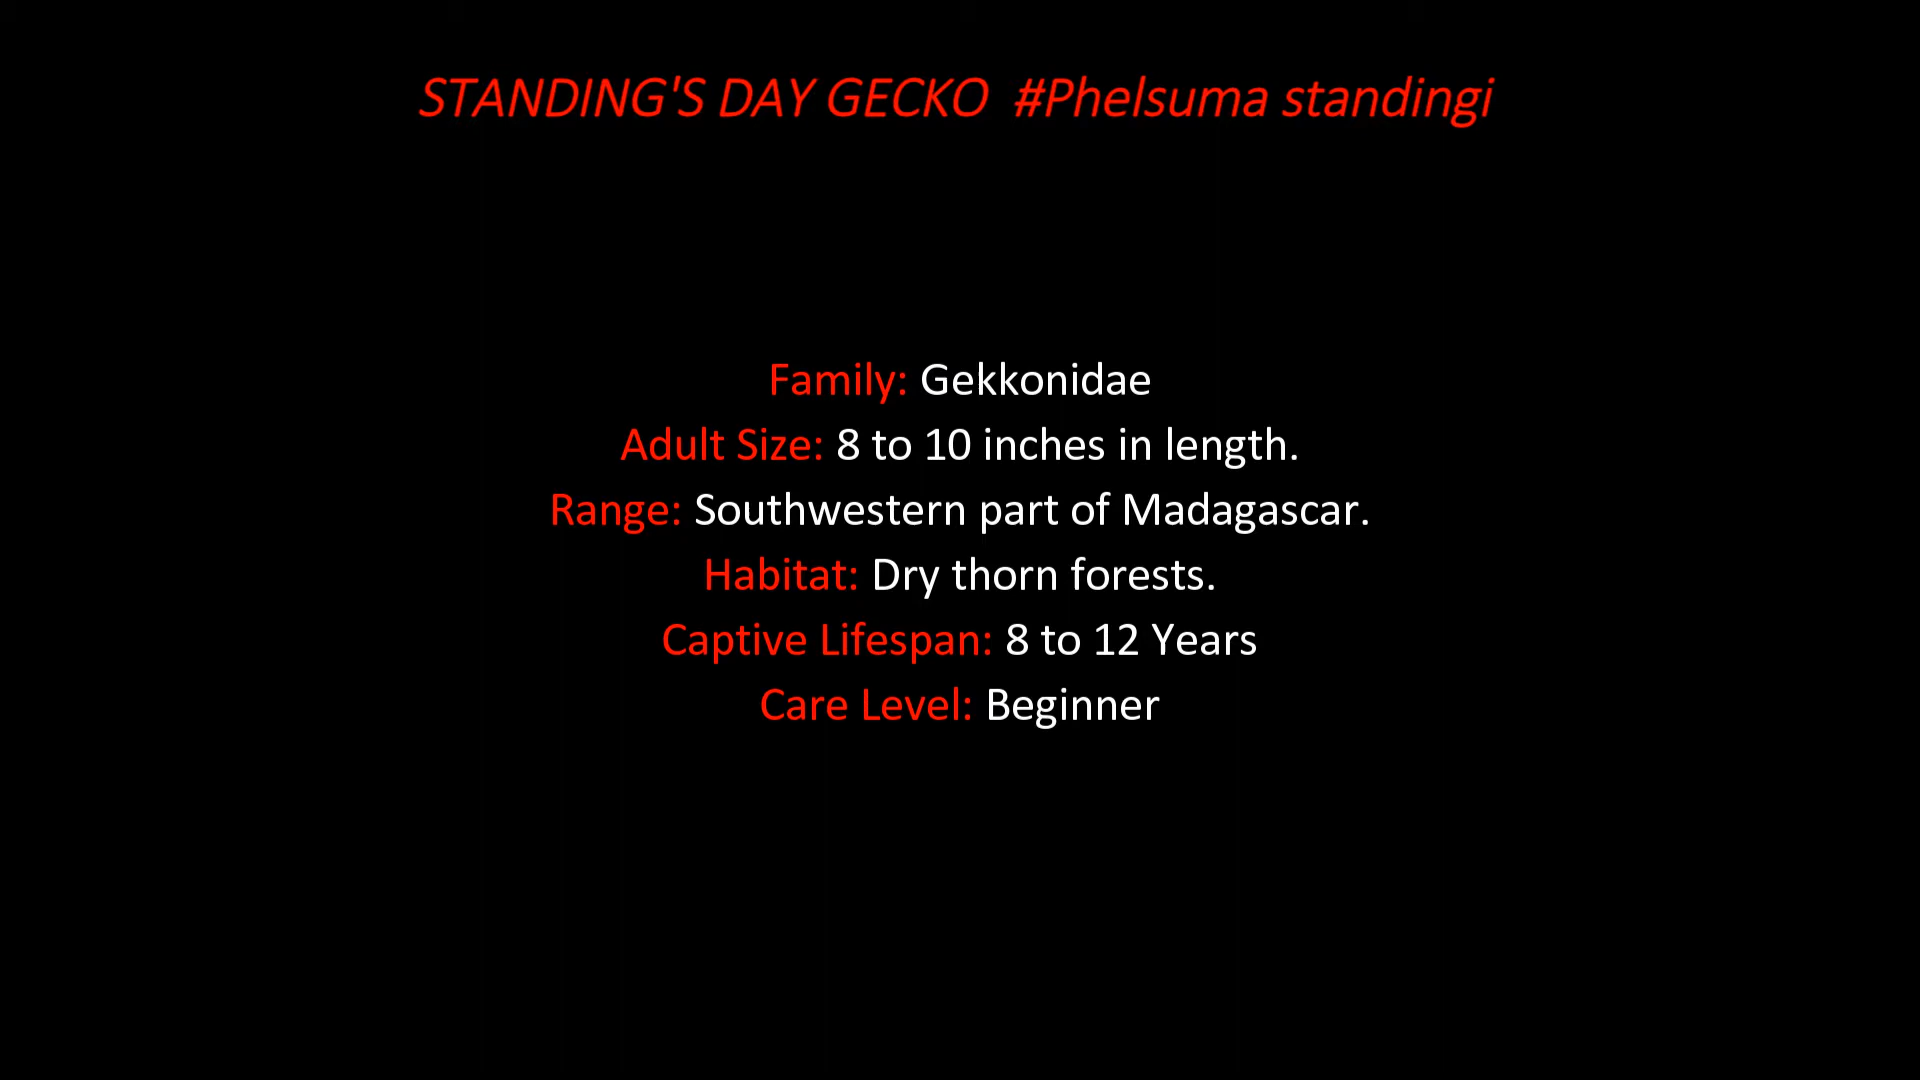 STANDING'S DAY GECKO #Phelsuma standingi
Family: Gekkonidae
Adult Size: 8 to 10 inches in length.
Range: Southwestern part of Madagascar.
Habitat: Dry thorn forests.
Captive Lifespan: 8 to 12 Years
Care Level: Beginner